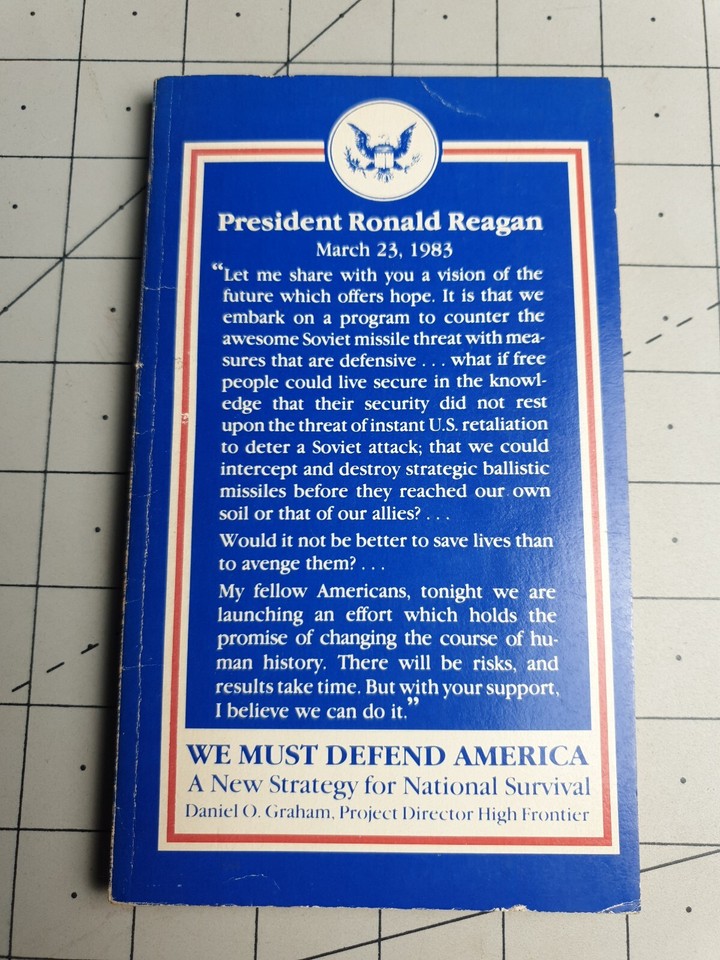 President Ronald Reagan
March 23, 1983
“Let me share with you a vision of the
future which offers hope. It is that we
embark on a program to counter the
awesome Soviet missile threat with mea-
sures that are defensive . . . what if free
people could live secure in the knowl-
edge that their security did not rest
upon the threat of instant U.S. retaliation
to deter a Soviet attack; that we could
intercept and destroy strategic ballistic
missiles before they reached our own
soil or that of our allies? . . .
Would it not be better to save lives than
to avenge them? . . .
My fellow Americans, tonight we are
launching an effort which holds the
promise of changing the course of hu-
man history. There will be risks, and
results take time. But with your support,
I believe we can do it.”
WE MUST DEFEND AMERICA
A New Strategy for National Survival
Daniel O. Graham, Project Director High Frontier